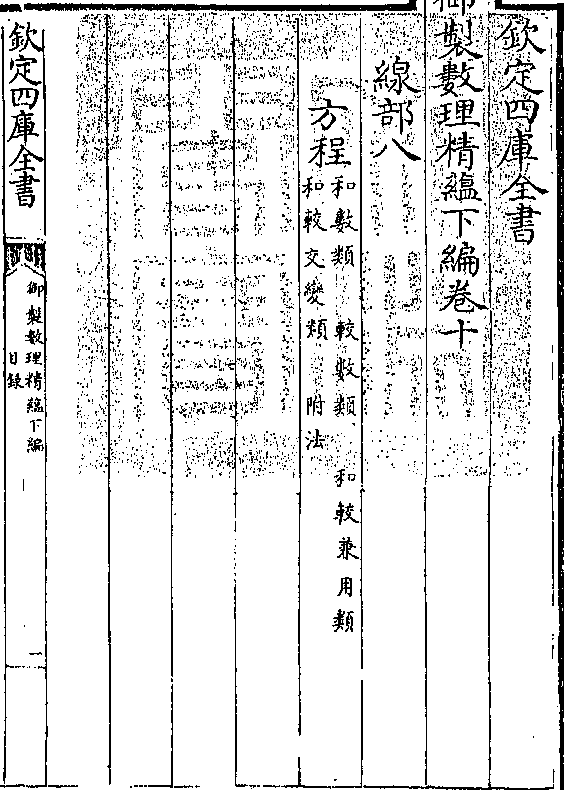 欽定四庫全書
御製數理精蘊下編卷十
線部八
方程
和數類 較數類 和較兼用類
和較交變類 附法
欽定四庫全書
御製數理精蘊下編
目錄
一